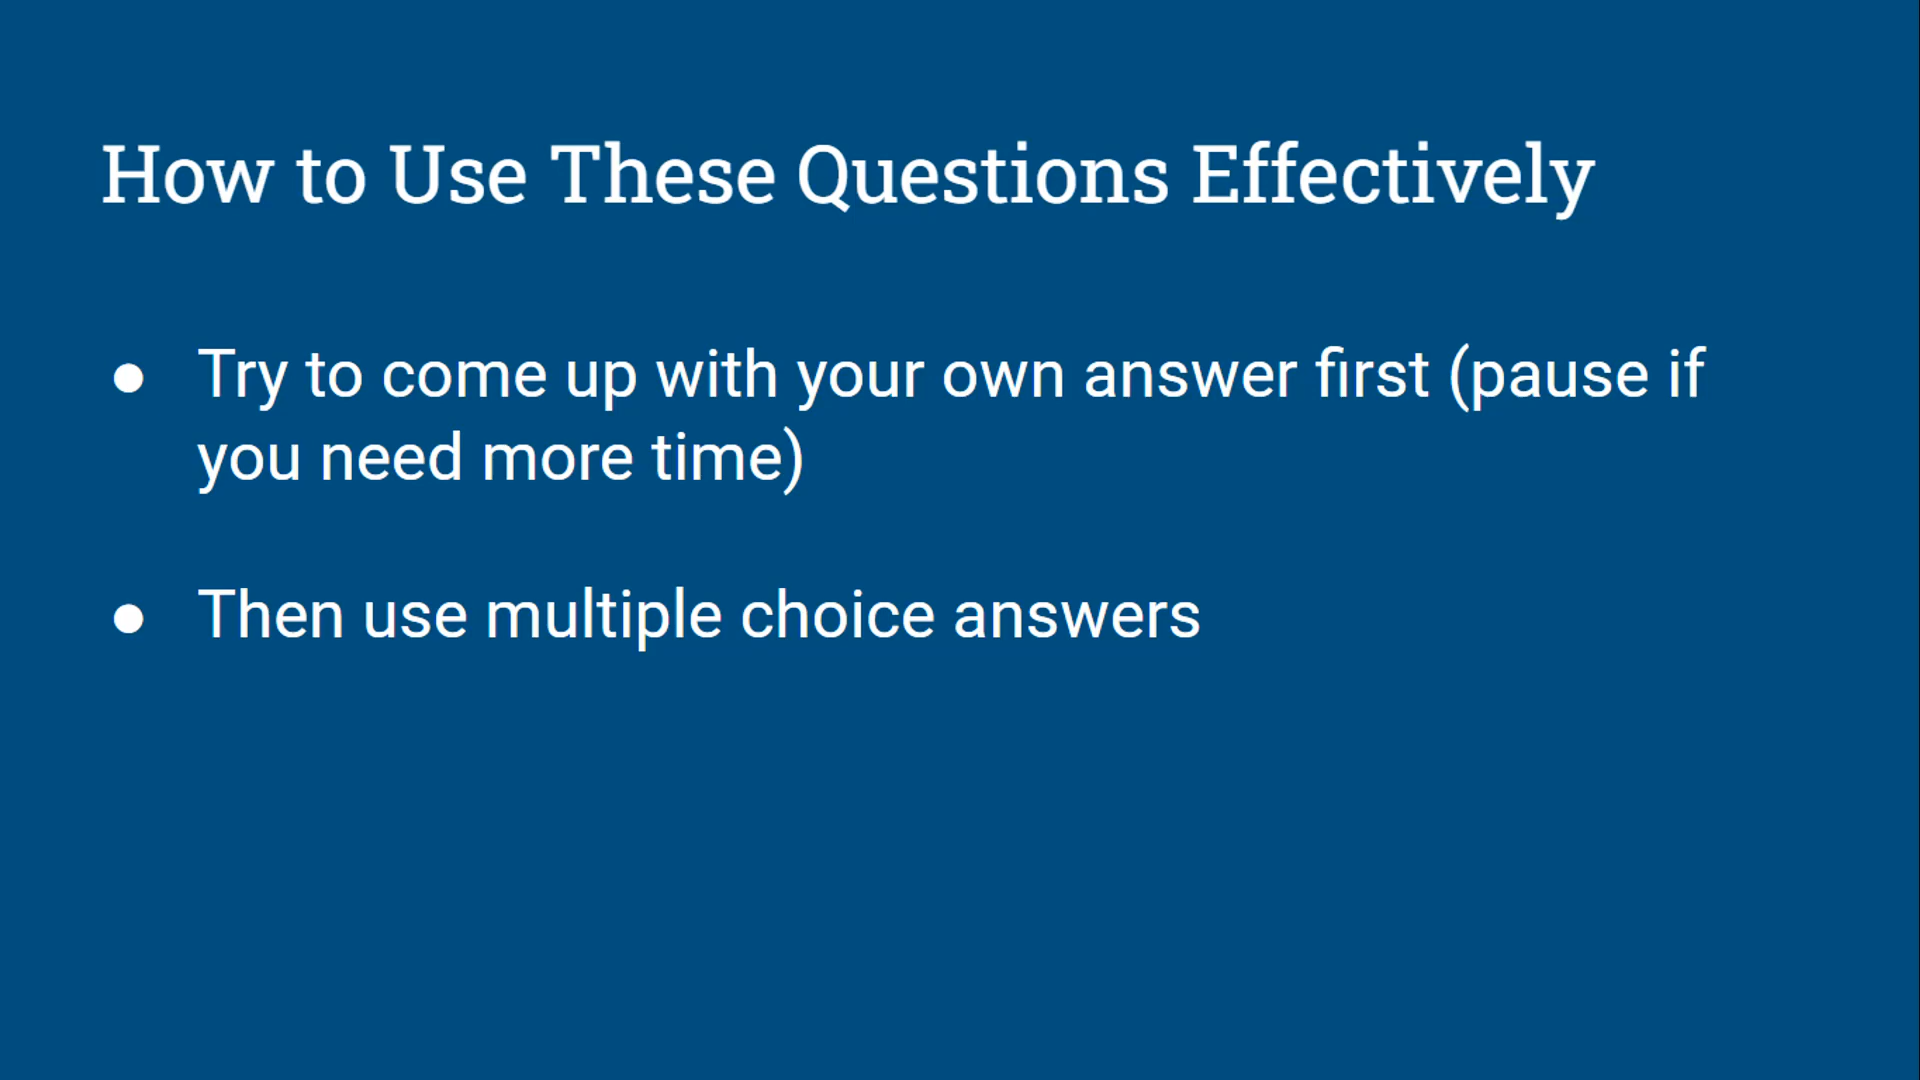 How to Use These Questions Effectively
● Try to come up with your own answer first (pause if
you need more time)
● Then use multiple choice answers